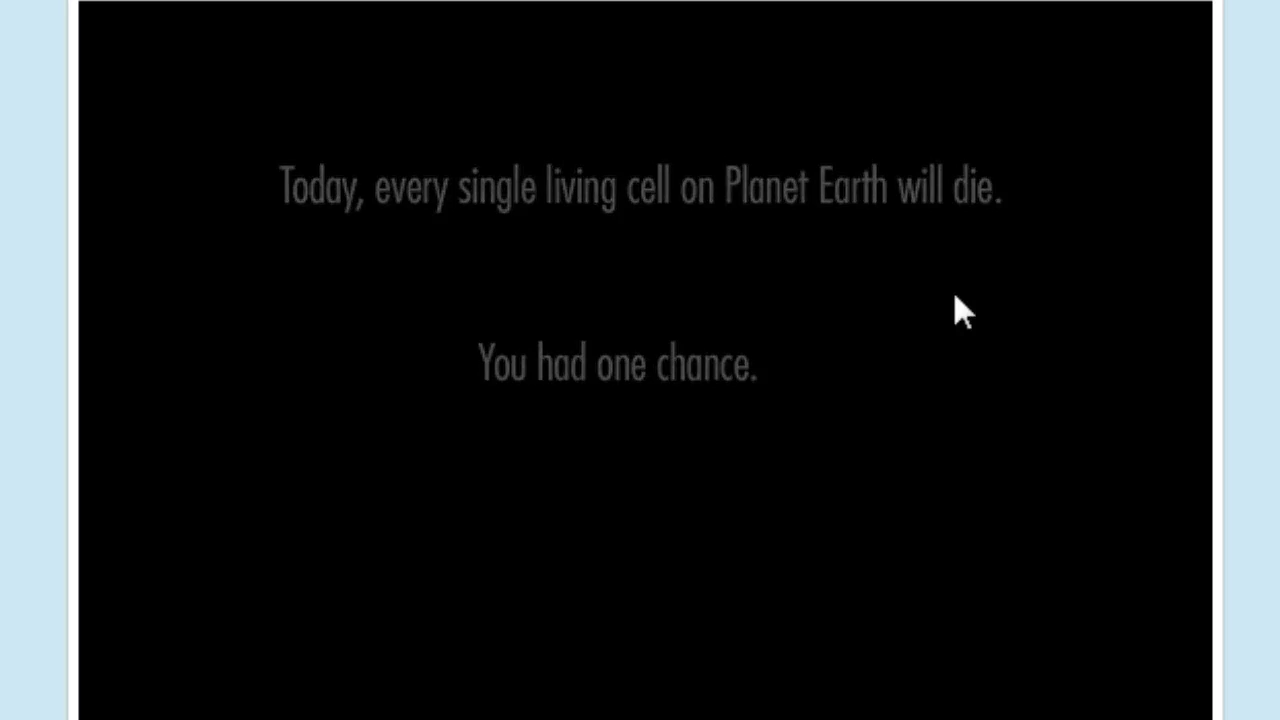 Today, every single living cell on Planet Earth will die.
You had one chance.